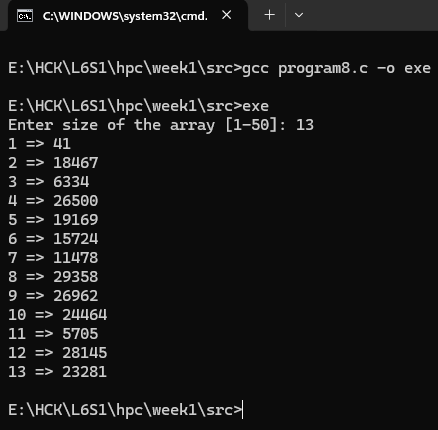 C:\WINDOWS\system32\cmd.
E:\HCK\L6S1\hpc\week1\src>gcc program8.c -o exe
E:\HCK\L6S1\hpc\week1\src>exe
Enter size of the array [1-50]: 13
1 => 41
2 => 18467
3 => 6334
4 => 26500
5 => 19169
6 => 15724
7 => 11478
8 => 29358
9 => 26962
10 => 24464
11 => 5705
12 => 28145
13 => 23281
E:\HCK\L6S1\hpc\week1\src>